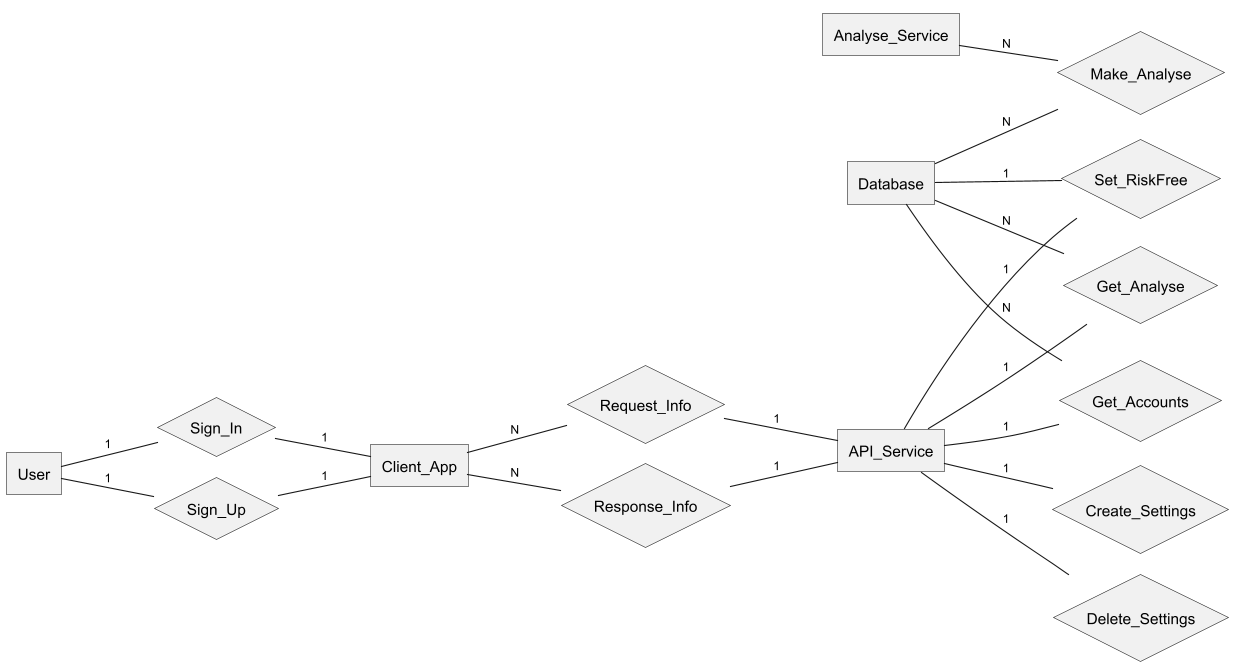 Analyse_Service
N
Make_Analyse
N
Database
1
Set_RiskFree
N
1
Get_Analyse
N
1
Get_Accounts
Request_Info
1
1
Sign_In
1
1
N
API_Service
User
Client_App
1
1
1
N
1
Sign_Up
Response_Info
Create_Settings
1
Delete_Settings